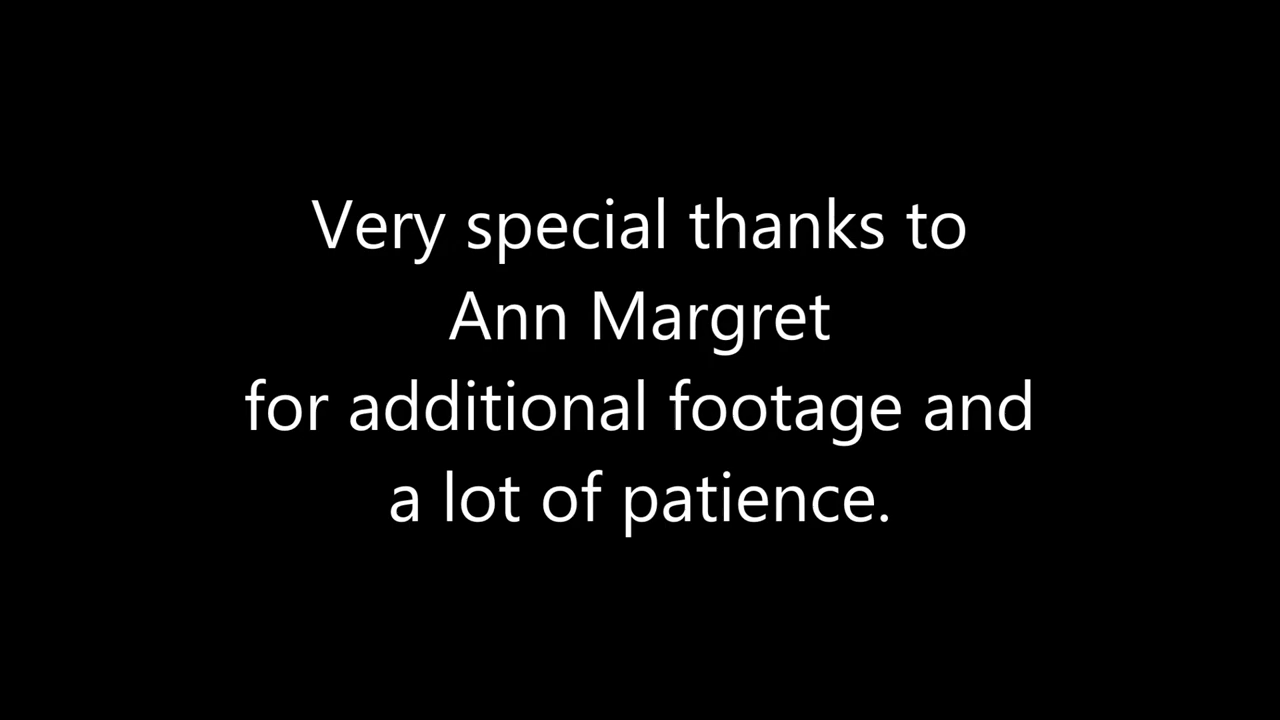 Very special thanks to
Ann Margret
for additional footage and
a lot of patience.